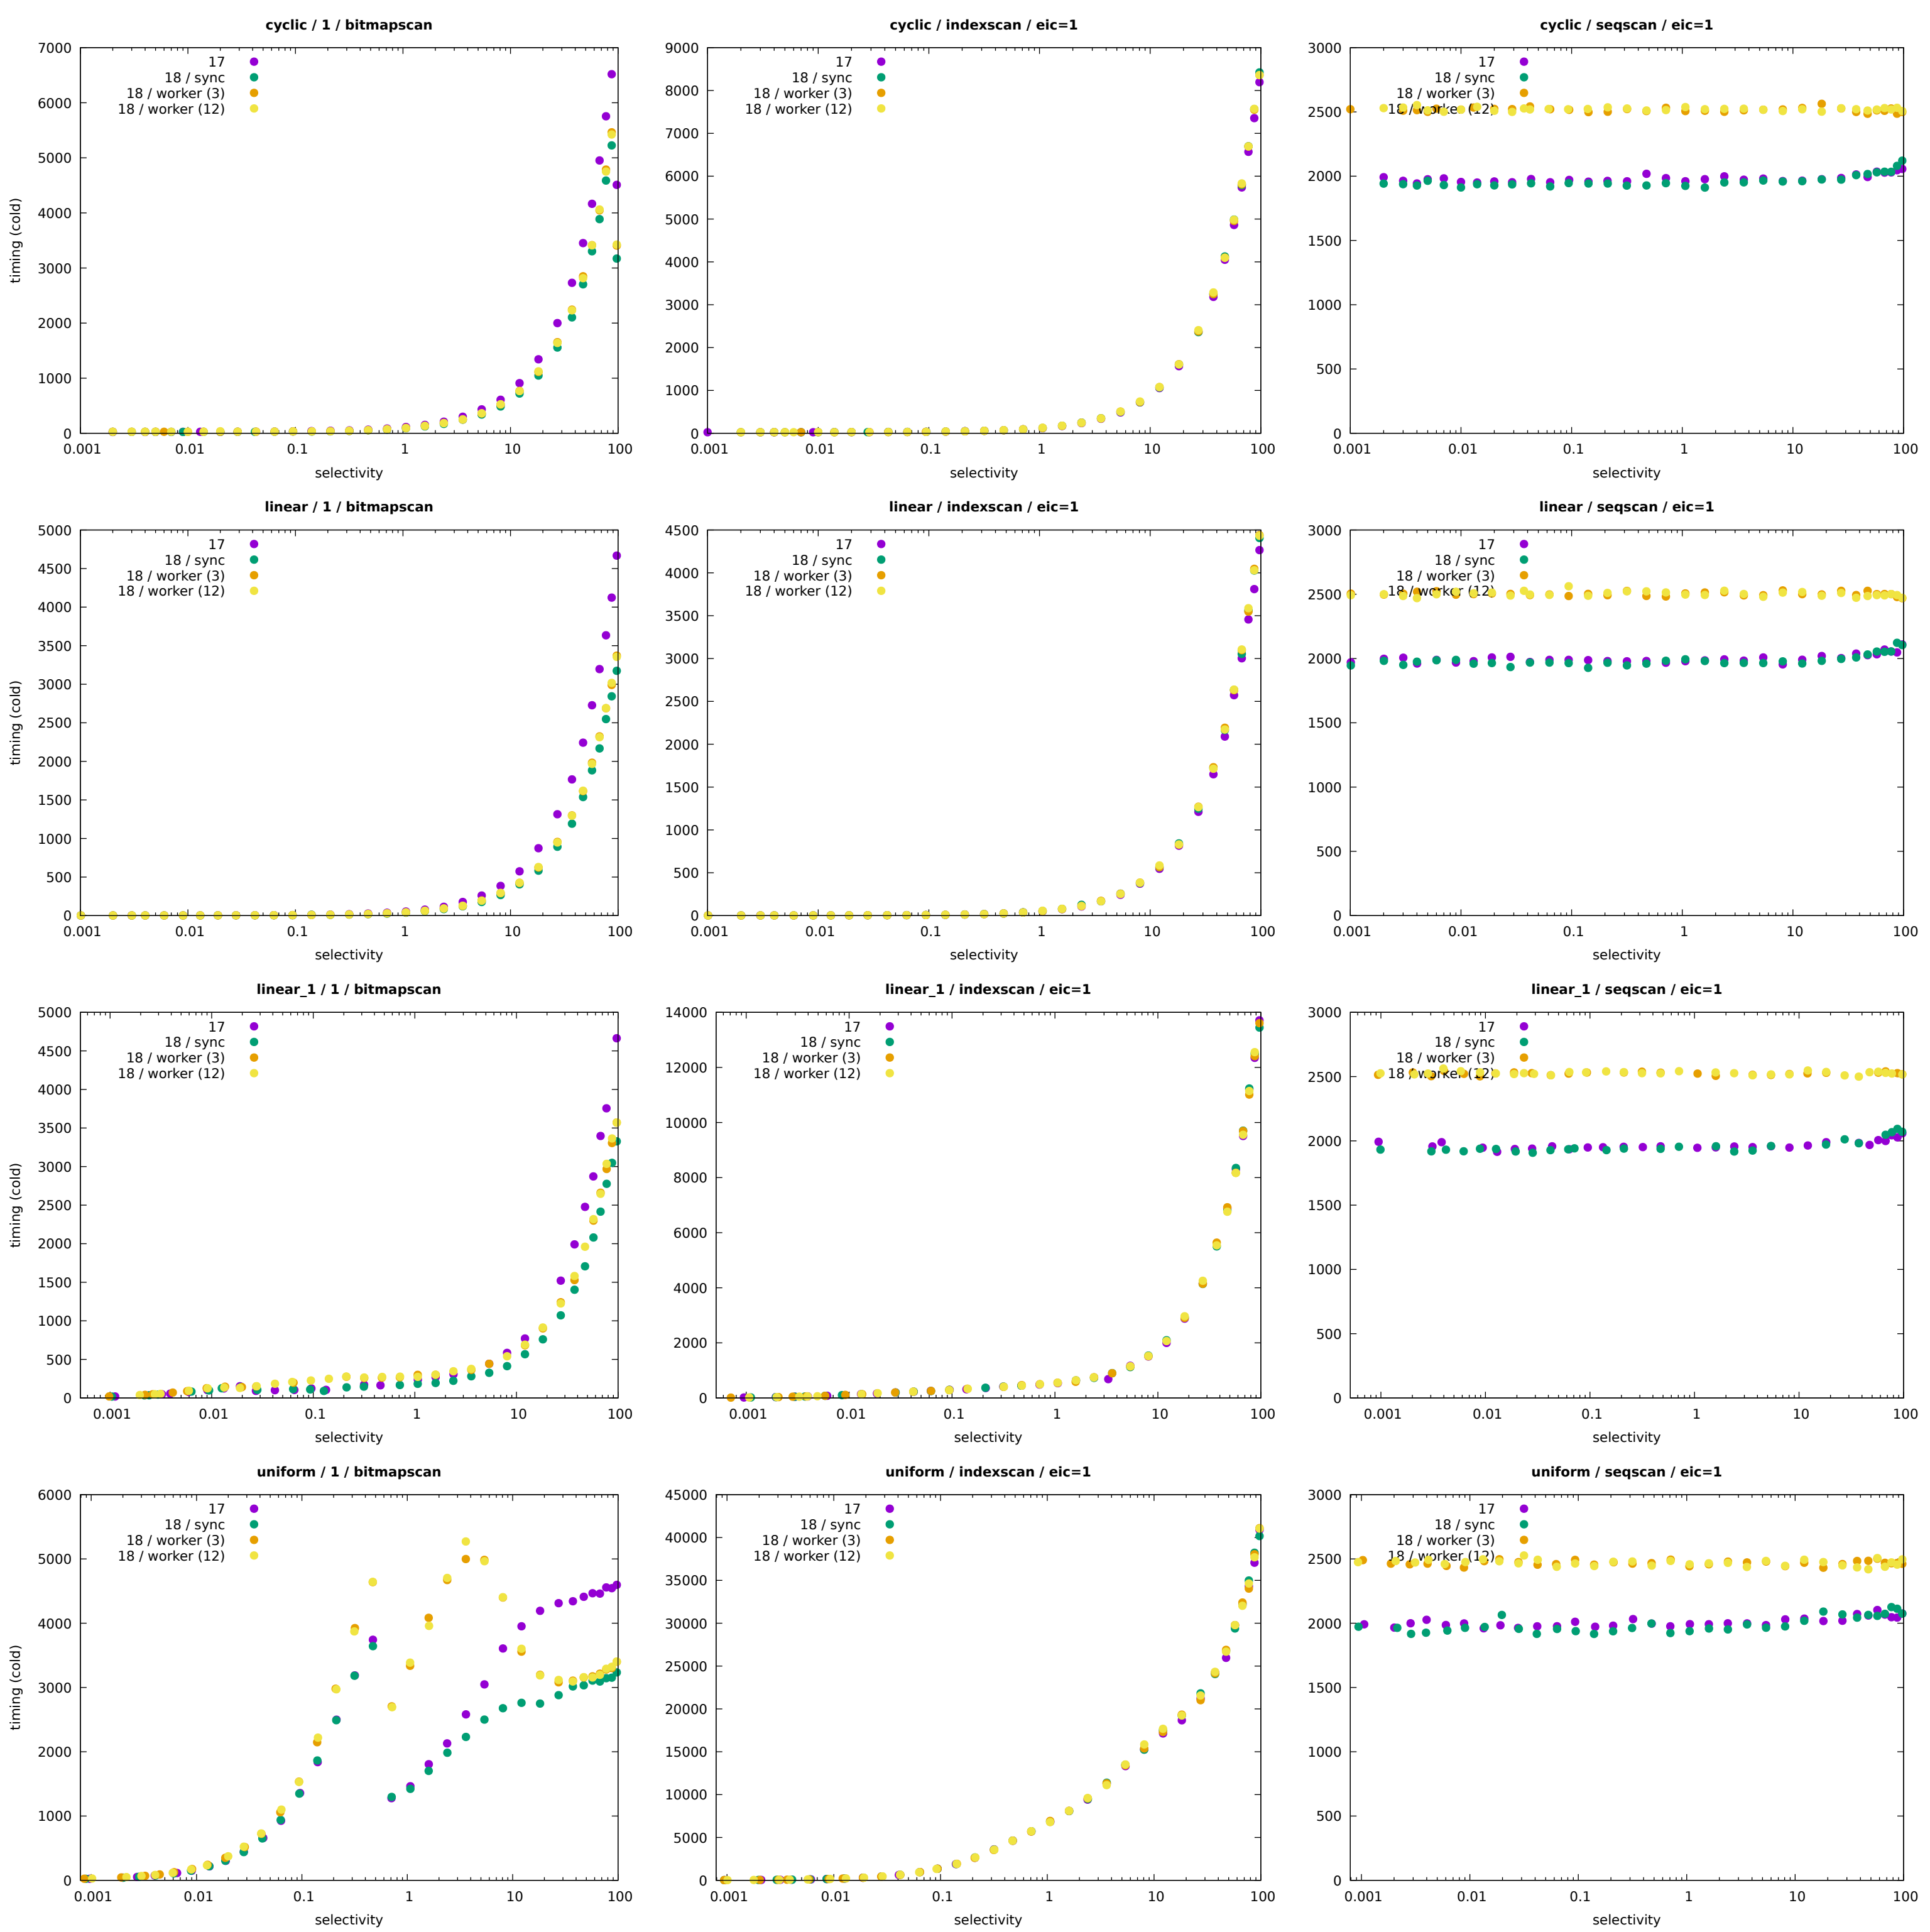 cyclic / 1 / bitmapscan
timing (cold)
7000
6000
5000
4000
3000
2000
1000
0
17
18 / sync
18 / worker (3)
18 / worker (12)
0.001 0.01 0.1 1 10 100
selectivity
cyclic / indexscan / eic=1
9000
8000
7000
6000
5000
4000
3000
2000
1000
0
17
18 / sync
18 / worker (3)
18 / worker (12)
0.001 0.01 0.1 1 10 100
selectivity
cyclic / seqscan / eic=1
3000
2500
2000
1500
1000
500
0
17
18 / sync
18 / worker (3)
18 / worker (12)
0.001 0.01 0.1 1 10 100
selectivity
linear / 1 / bitmapscan
timing (cold)
5000
4500
4000
3500
3000
2500
2000
1500
1000
500
0
17
18 / sync
18 / worker (3)
18 / worker (12)
0.001 0.01 0.1 1 10 100
selectivity
linear / indexscan / eic=1
4500
4000
3500
3000
2500
2000
1500
1000
500
0
17
18 / sync
18 / worker (3)
18 / worker (12)
0.001 0.01 0.1 1 10 100
selectivity
linear / seqscan / eic=1
3000
2500
2000
1500
1000
500
0
17
18 / sync
18 / worker (3)
18 / worker (12)
0.001 0.01 0.1 1 10 100
selectivity
linear_1 / 1 / bitmapscan
timing (cold)
5000
4500
4000
3500
3000
2500
2000
1500
1000
500
0
17
18 / sync
18 / worker (3)
18 / worker (12)
0.001 0.01 0.1 1 10 100
selectivity
linear_1 / indexscan / eic=1
14000
12000
10000
8000
6000
4000
2000
0
17
18 / sync
18 / worker (3)
18 / worker (12)
0.001 0.01 0.1 1 10 100
selectivity
linear_1 / seqscan / eic=1
3000
2500
2000
1500
1000
500
0
17
18 / sync
18 / worker (3)
18 / worker (12)
0.001 0.01 0.1 1 10 100
selectivity
uniform / 1 / bitmapscan
timing (cold)
6000
5000
4000
3000
2000
1000
0
17
18 / sync
18 / worker (3)
18 / worker (12)
0.001 0.01 0.1 1 10 100
selectivity
uniform / indexscan / eic=1
45000
40000
35000
30000
25000
20000
15000
10000
5000
0
17
18 / sync
18 / worker (3)
18 / worker (12)
0.001 0.01 0.1 1 10 100
selectivity
uniform / seqscan / eic=1
3000
2500
2000
1500
1000
500
0
17
18 / sync
18 / worker (3)
18 / worker (12)
0.001 0.01 0.1 1 10 100
selectivity